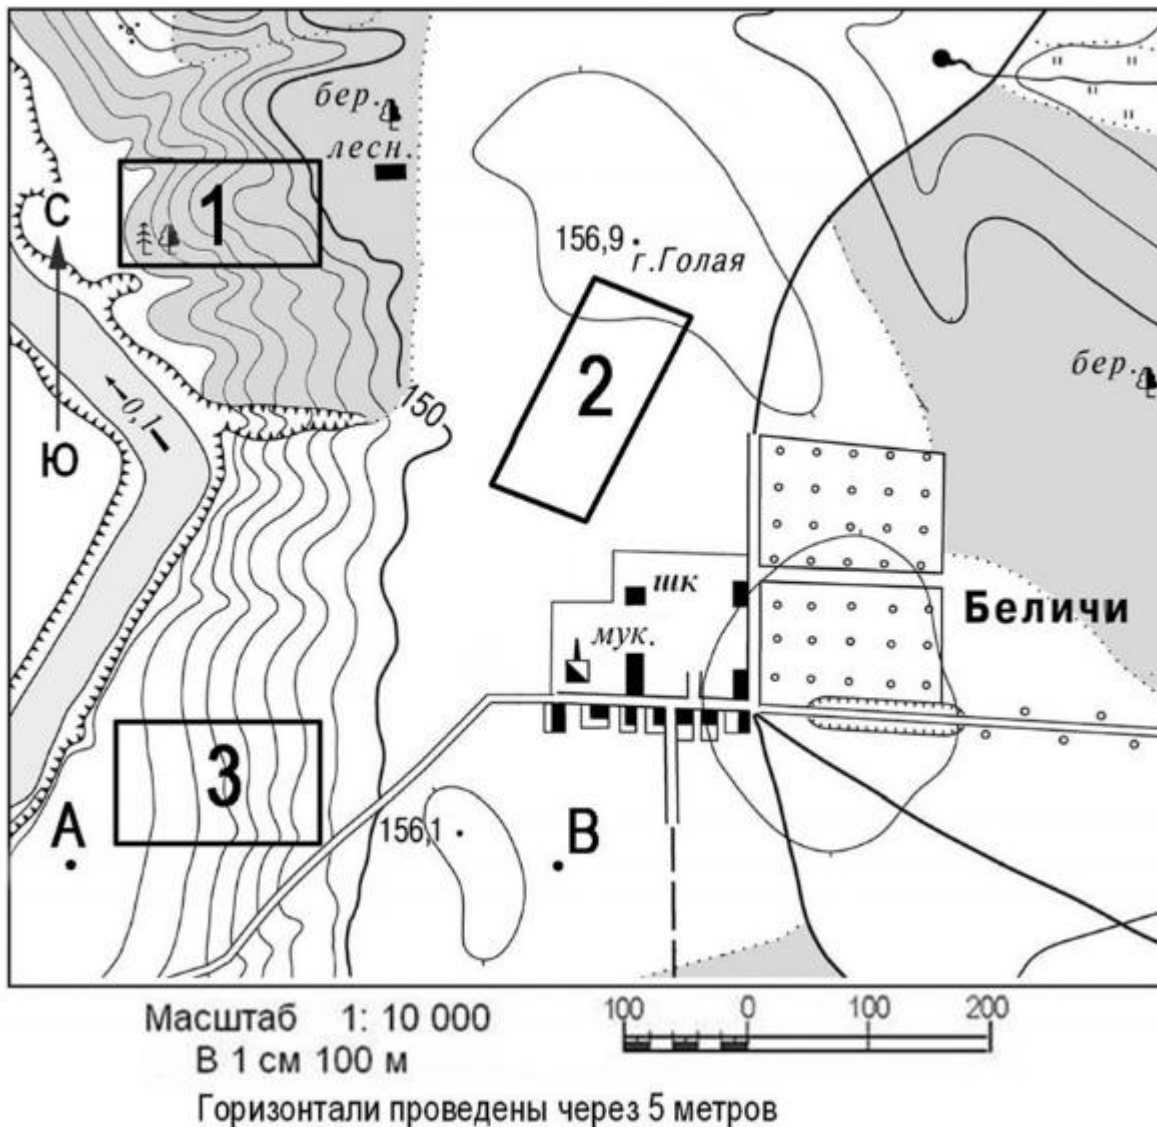 бер.
лесн.
1
С
156,9
г.Голая
бер.
150
2
0,1
Ю
шк
Беличи
мук.
3
А
156,1
В
Масштаб 1: 10 000
В 1 см 100 м
100 0 100 200
Горизонтали проведены через 5 метров